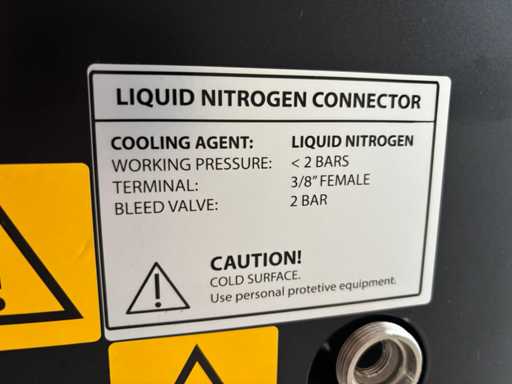 LIQUID NITROGEN CONNECTOR
COOLING AGENT: LIQUID NITROGEN
WORKING PRESSURE: < 2 BARS
TERMINAL: 3/8" FEMALE
BLEED VALVE: 2 BAR
CAUTION!
COLD SURFACE.
Use personal protetive equipment.